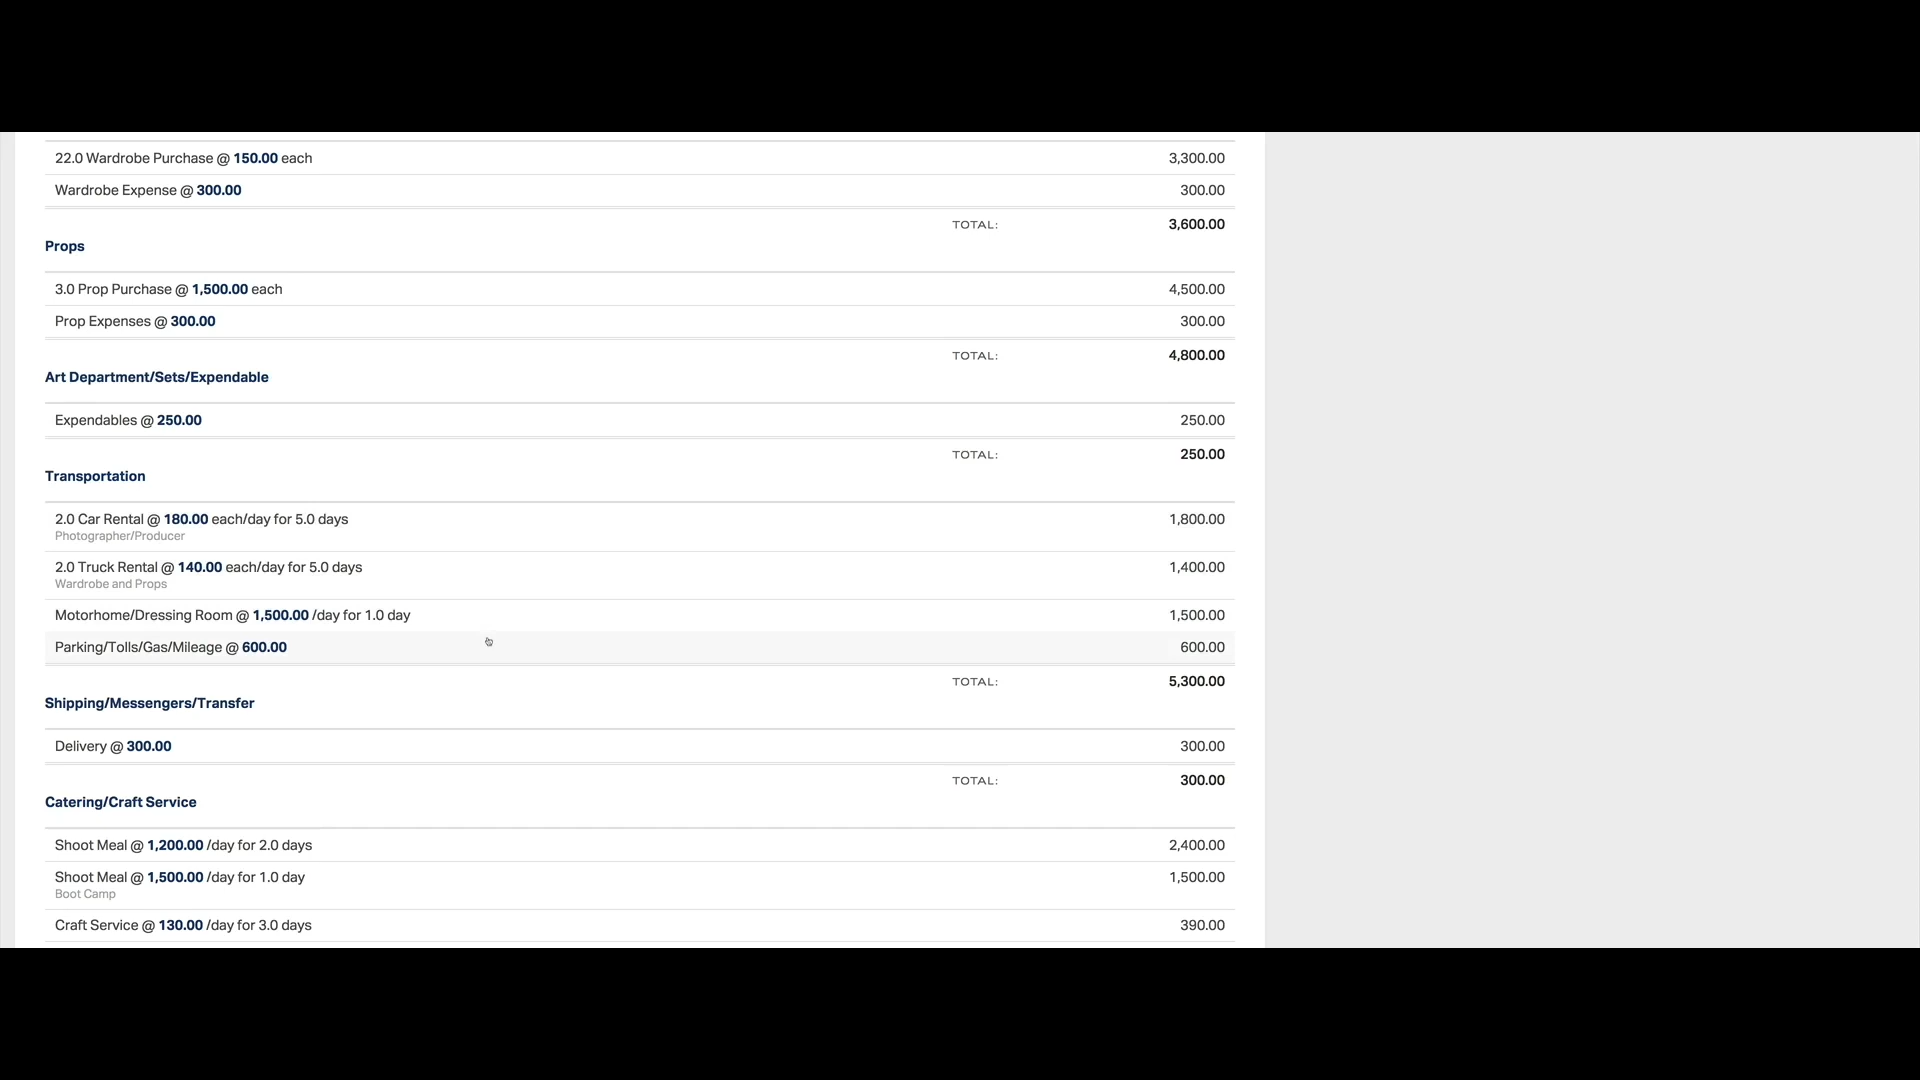 22.0 Wardrobe Purchase @ 150.00 each 3,300.00
Wardrobe Expense @ 300.00 300.00
TOTAL: 3,600.00
Props
3.0 Prop Purchase @ 1,500.00 each 4,500.00
Prop Expenses @ 300.00 300.00
TOTAL: 4,800.00
Art Department/Sets/Expendable
Expendables @ 250.00 250.00
TOTAL: 250.00
Transportation
2.0 Car Rental @ 180.00 each/day for 5.0 days 1,800.00
Photographer/Producer
2.0 Truck Rental @ 140.00 each/day for 5.0 days 1,400.00
Wardrobe and Props
Motorhome/Dressing Room @ 1,500.00 /day for 1.0 day 1,500.00
Parking/Tolls/Gas/Mileage @ 600.00 600.00
TOTAL: 5,300.00
Shipping/Messengers/Transfer
Delivery @ 300.00 300.00
TOTAL: 300.00
Catering/Craft Service
Shoot Meal @ 1,200.00 /day for 2.0 days 2,400.00
Shoot Meal @ 1,500.00 /day for 1.0 day 1,500.00
Boot Camp
Craft Service @ 130.00 /day for 3.0 days 390.00